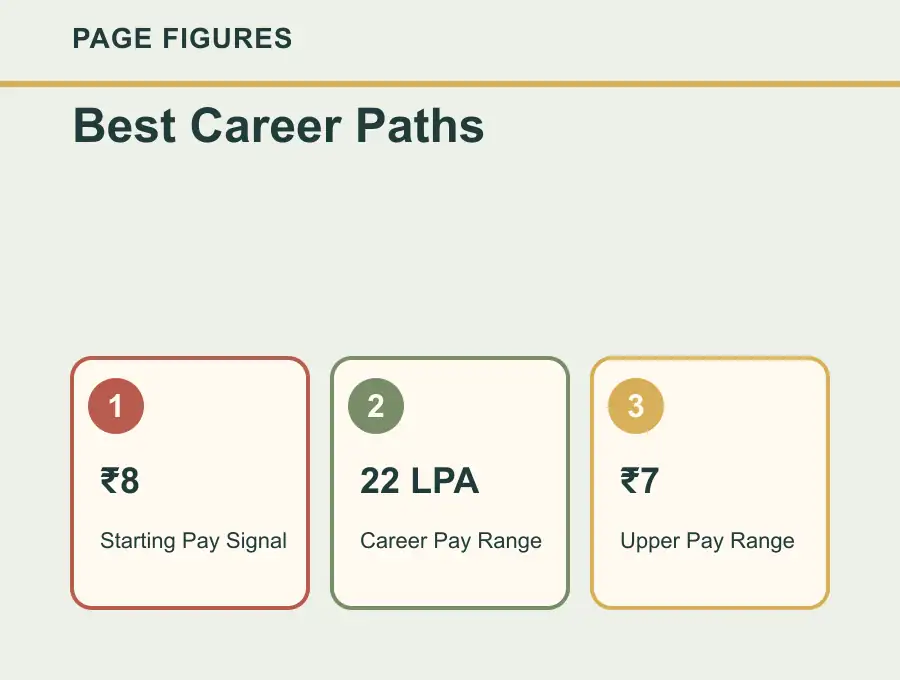 PAGE FIGURES
Best Career Paths
1
₹8
Starting Pay Signal
2
22 LPA
Career Pay Range
3
₹7
Upper Pay Range